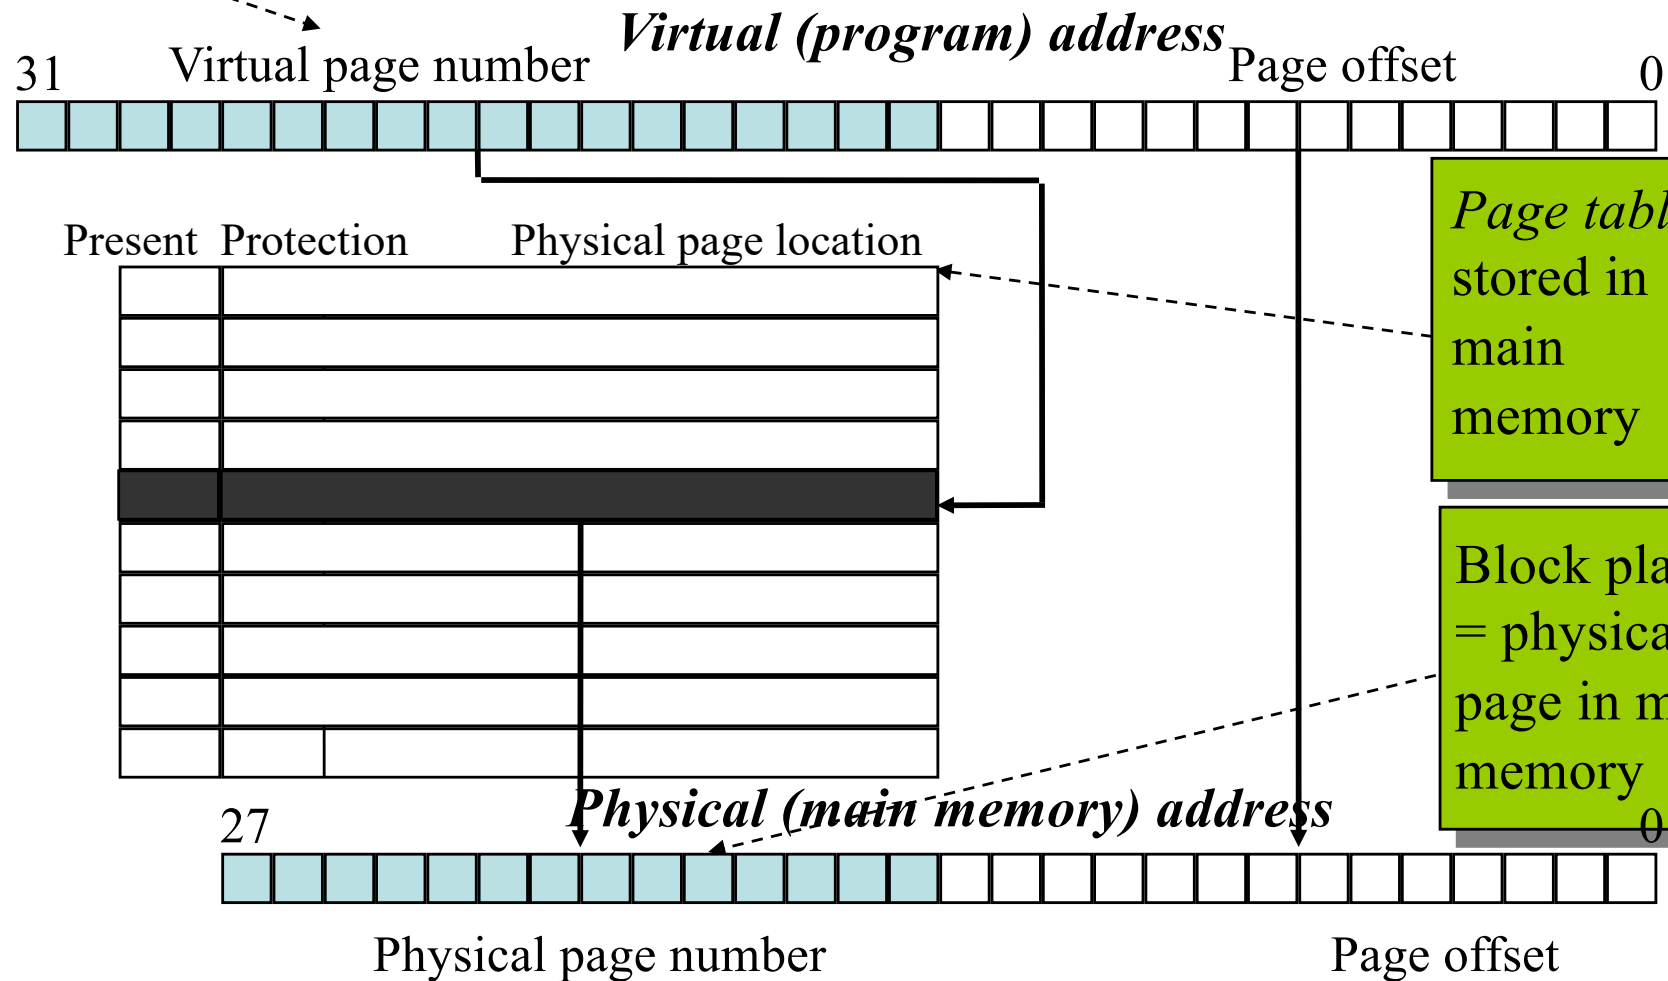 Virtual (program) address
31 Virtual page number Page offset 0
Present Protection Physical page location
Page tabl
stored in
main
memory
Block pla
= physica
page in m
memory
Physical (main memory) address
27 0
Physical page number Page offset